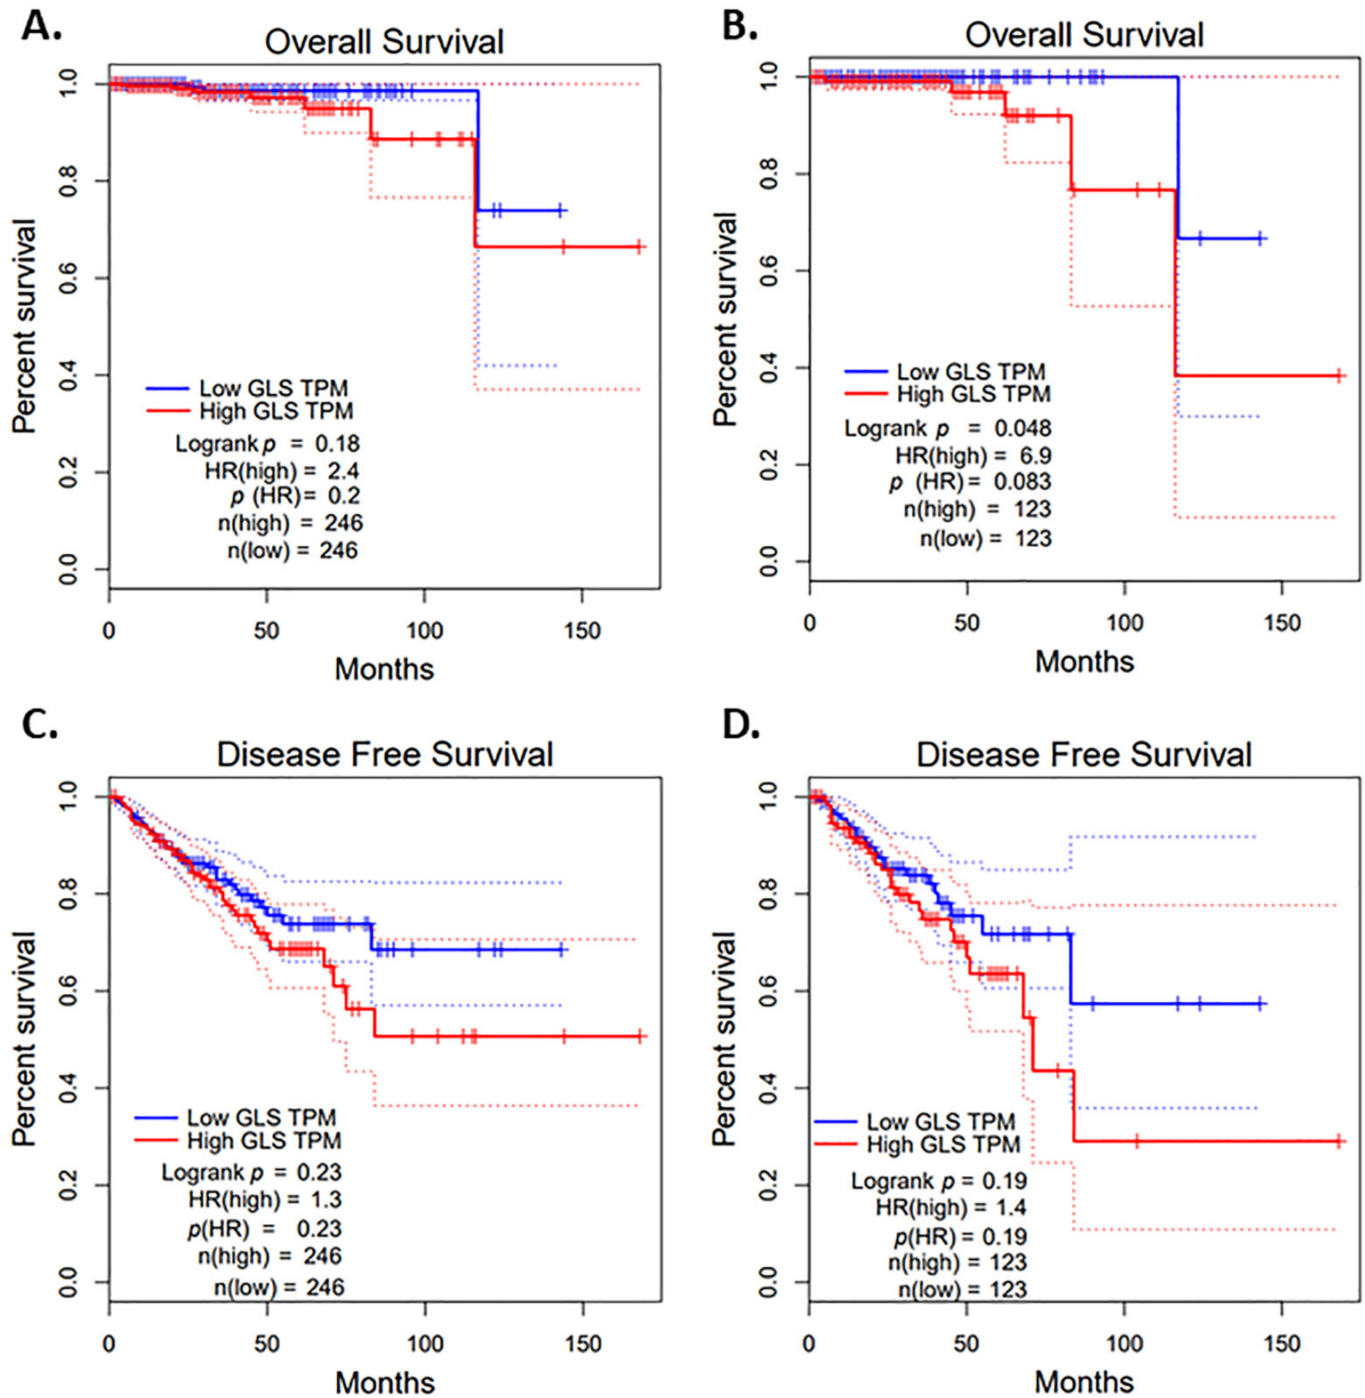 A.
Overall Survival
Percent survival
1.0
0.8
0.6
0.4
0.2
0.0
Low GLS TPM
High GLS TPM
Logrank p = 0.18
HR(high) = 2.4
p (HR)= 0.2
n(high) = 246
n(low) = 246
0 50 100 150
Months
B.
Overall Survival
Percent survival
1.0
0.8
0.6
0.4
0.2
0.0
Low GLS TPM
High GLS TPM
Logrank p = 0.048
HR(high) = 6.9
p (HR) = 0.083
n(high) = 123
n(low) = 123
0 50 100 150
Months
C.
Disease Free Survival
Percent survival
1.0
0.8
0.6
0.4
0.2
0.0
Low GLS TPM
High GLS TPM
Logrank p = 0.23
HR(high) = 1.3
p(HR) = 0.23
n(high) = 246
n(low) = 246
0 50 100 150
Months
D.
Disease Free Survival
Percent survival
1.0
0.8
0.6
0.4
0.2
0.0
Low GLS TPM
High GLS TPM
Logrank p = 0.19
HR(high) = 1.4
p(HR) = 0.19
n(high) = 123
n(low) = 123
0 50 100 150
Months